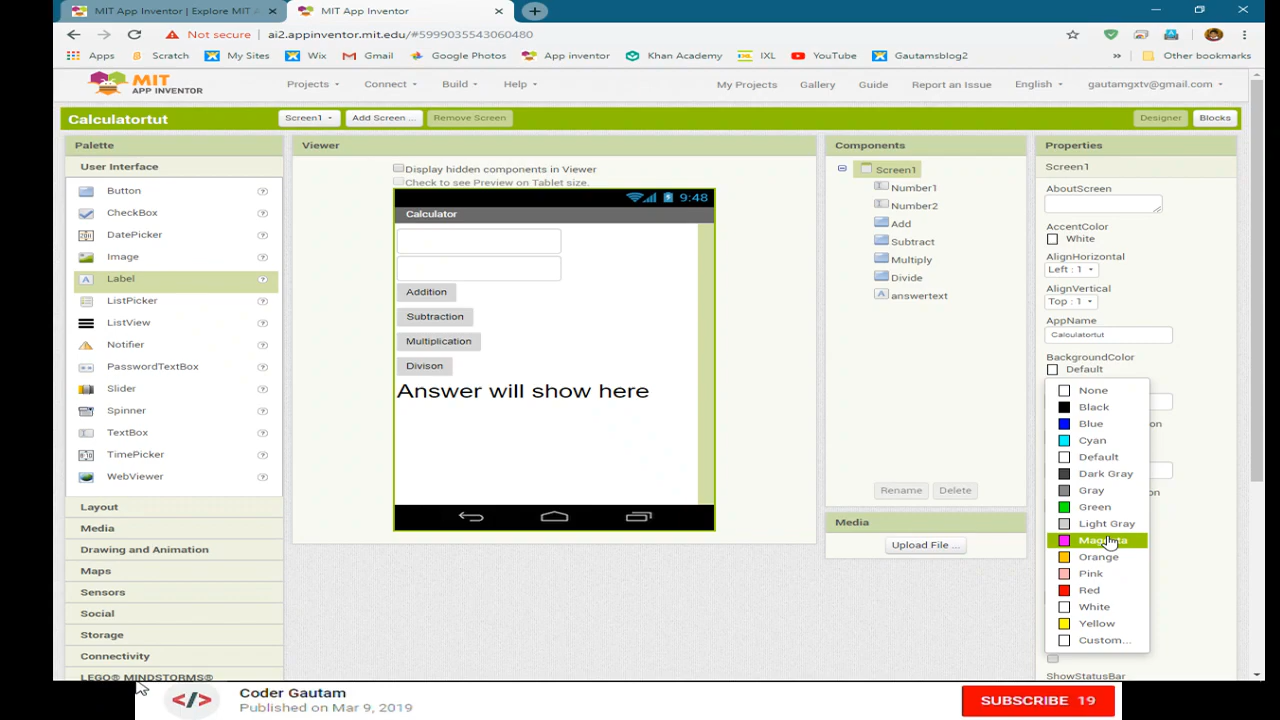 MIT App Inventor | Explore MIT A
MIT App Inventor
Not secure
ai2.appinventor.mit.edu/#5999035543060480
Apps
Scratch
My Sites
Wix
Gmail
Google Photos
App inventor
Khan Academy
IXL
YouTube
Gautamsblog2
»
Other bookmarks
MIT
APP INVENTOR
Projects
Connect
Build
Help
My Projects
Gallery
Guide
Report an Issue
English
gautamgxtv@gmail.com
Calculatortut
Screen1
Add Screen ...
Remove Screen
Designer
Blocks
Palette
User Interface
Button
CheckBox
DatePicker
Image
Label
ListPicker
ListView
Notifier
PasswordTextBox
Slider
Spinner
TextBox
TimePicker
WebViewer
Layout
Media
Drawing and Animation
Maps
Sensors
Social
Storage
Connectivity
LEGO® MINDSTORMS®
Viewer
Display hidden components in Viewer
Check to see Preview on Tablet size.
9:48
Calculator
Addition
Subtraction
Multiplication
Divison
Answer will show here
Components
Screen1
Number1
Number2
Add
Subtract
Multiply
Divide
answertext
Rename
Delete
Media
Upload File ...
Properties
Screen1
AboutScreen
AccentColor
White
AlignHorizontal
Left : 1
AlignVertical
Top : 1
AppName
Calculatortut
BackgroundColor
Default
None
Black
Blue
Cyan
Default
Dark Gray
Gray
Green
Light Gray
Magenta
Orange
Pink
Red
White
Yellow
Custom...
ShowStatusBar
</> Coder Gautam
Published on Mar 9, 2019
SUBSCRIBE 19